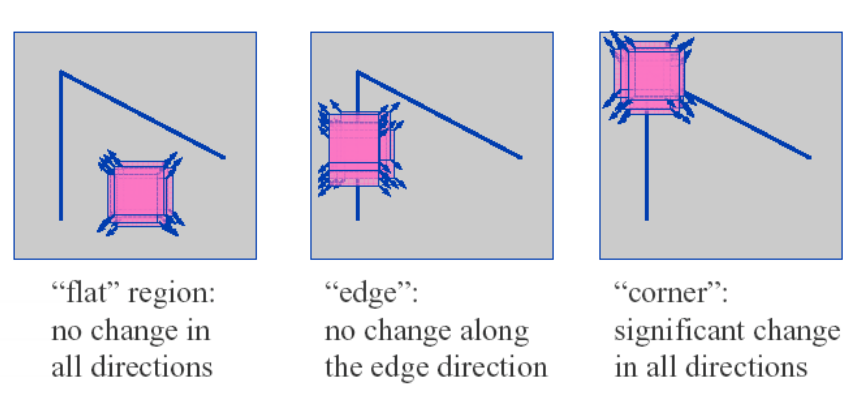 “flat” region:
no change in
all directions
“edge”:
no change along
the edge direction
“corner”:
significant change
in all directions